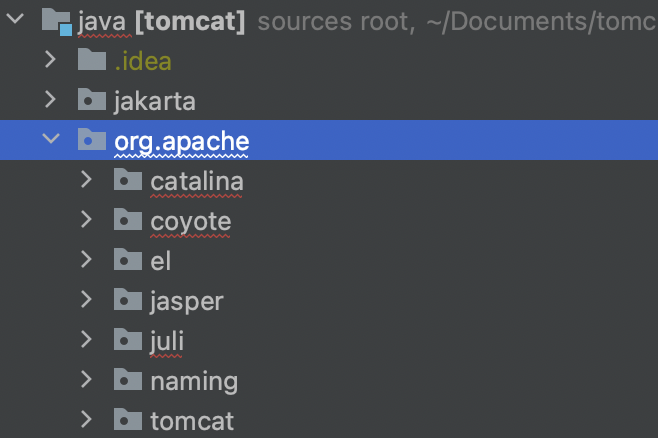 java [tomcat] sources root, ~/Documents/tomc
.idea
jakarta
org.apache
catalina
coyote
el
jasper
juli
naming
tomcat